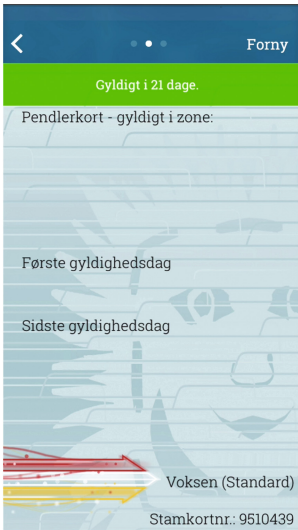 Forny
Gyldigt i 21 dage.
Pendlerkort - gyldigt i zone:
Første gyldighedsdag
Sidste gyldighedsdag
Voksen (Standard)
Stamkortnr.: 9510439